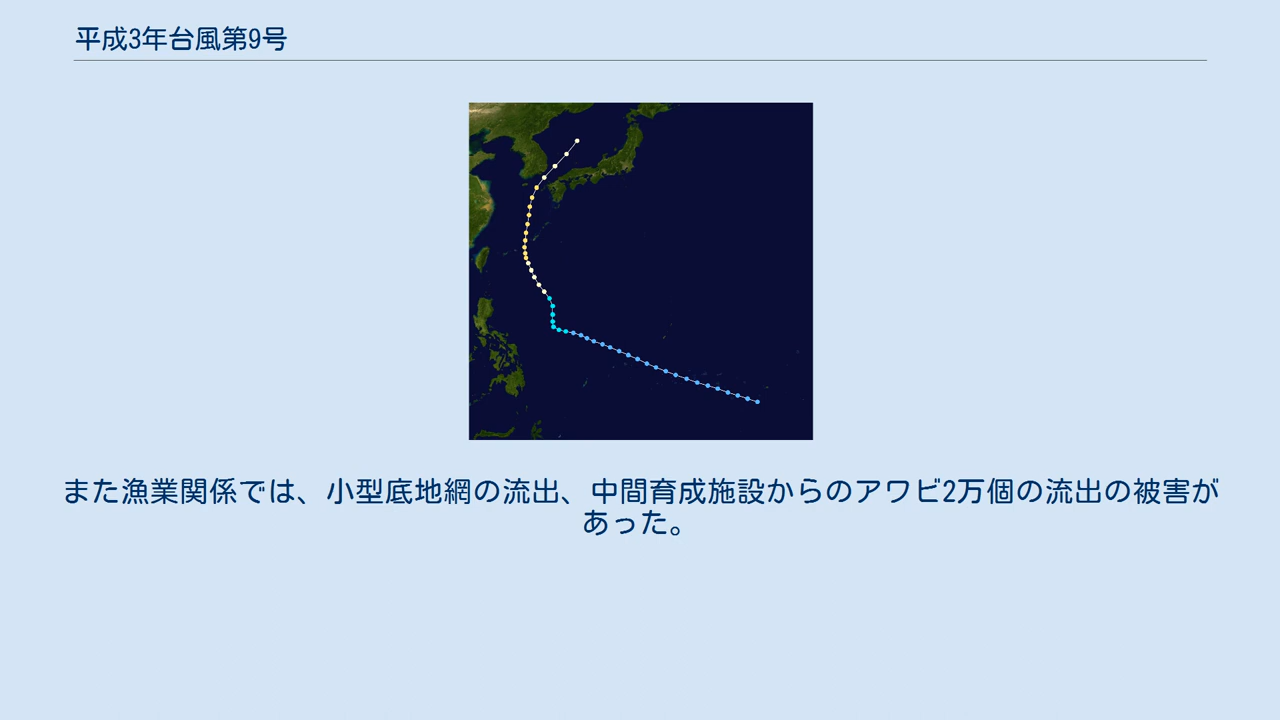 平成3年台風第9号
また漁業関係では、小型底地網の流出、中間育成施設からのアワビ2万個の流出の被害が
あった。